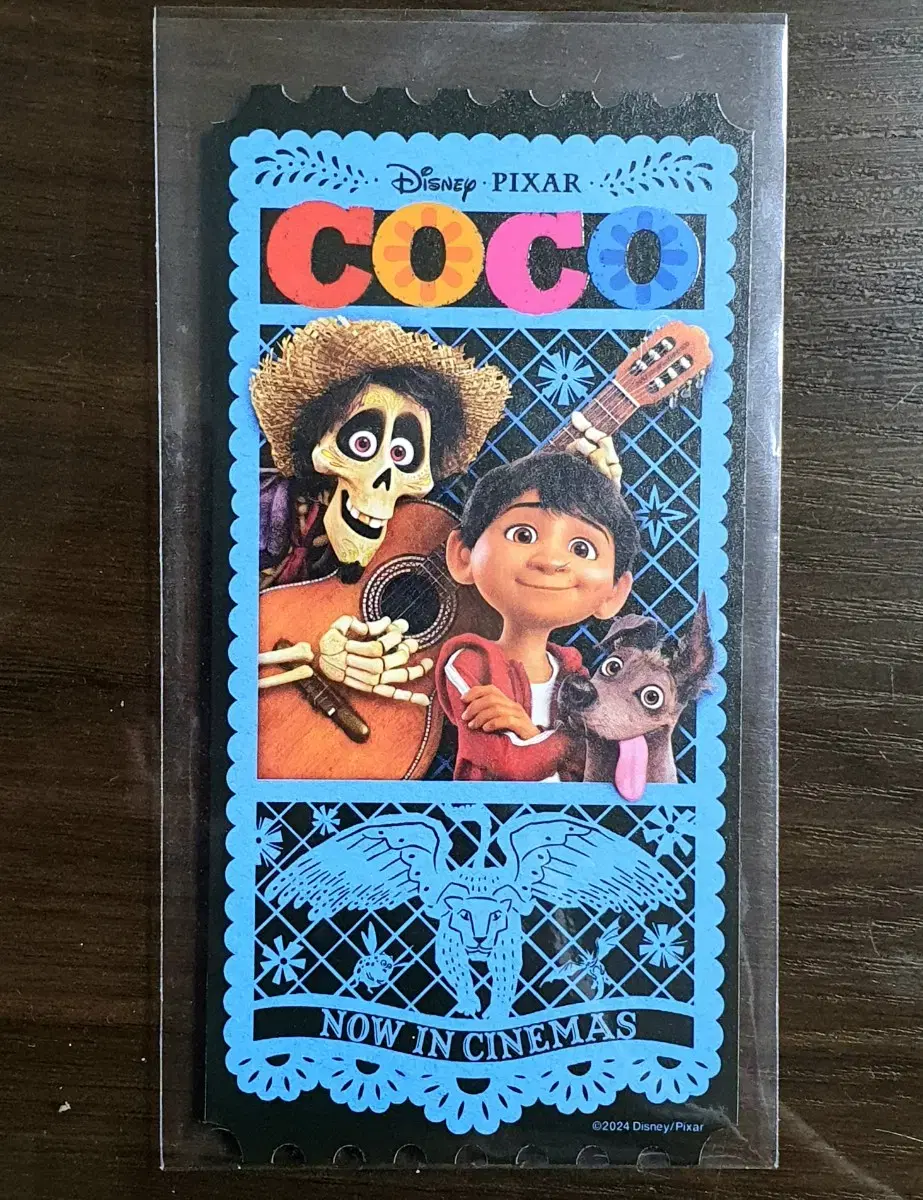 Disney · PIXAR
COCO
NOW IN CINEMAS
©2024 Disney/Pixar